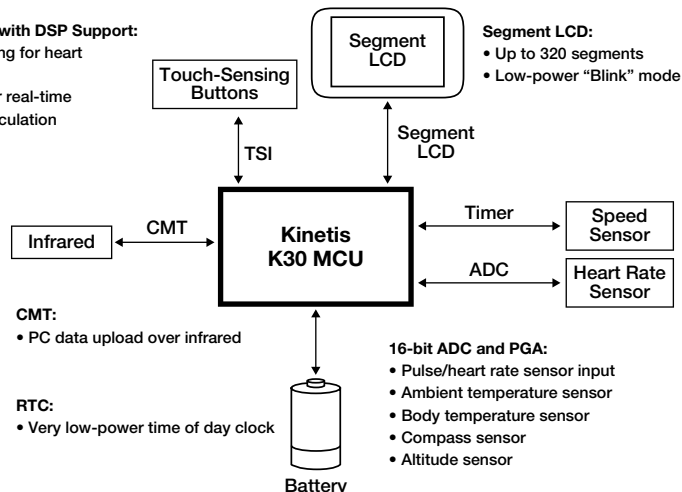 with DSP Support:
ng for heart
r real-time
culation
Touch-Sensing
Buttons
Segment
LCD
Segment LCD:
• Up to 320 segments
• Low-power “Blink” mode
TSI
Segment
LCD
Infrared
CMT
Kinetis
K30 MCU
Timer
Speed
Sensor
ADC
Heart Rate
Sensor
CMT:
• PC data upload over infrared
RTC:
• Very low-power time of day clock
Battery
16-bit ADC and PGA:
• Pulse/heart rate sensor input
• Ambient temperature sensor
• Body temperature sensor
• Compass sensor
• Altitude sensor